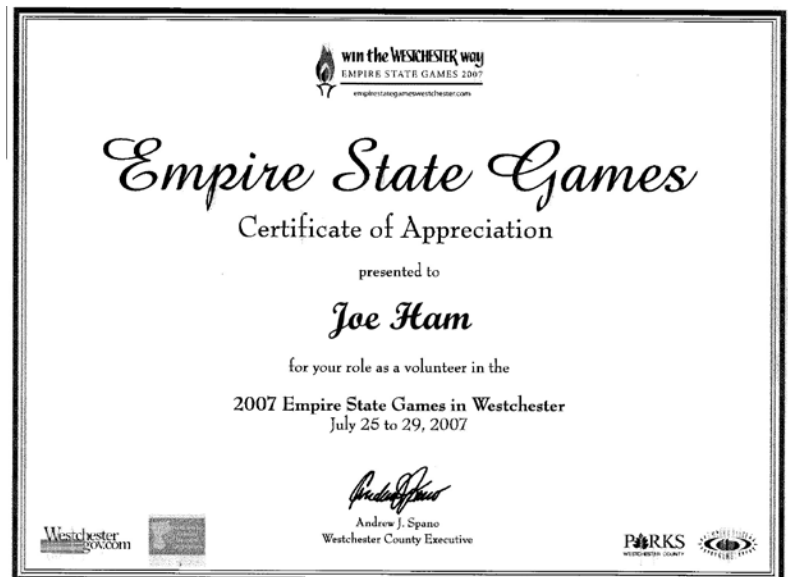 win the WESTCHESTER way
EMPIRE STATE GAMES 2007
empirestategameswestchester.com
Empire State Games
Certificate of Appreciation
presented to
Joe Ham
for your role as a volunteer in the
2007 Empire State Games in Westchester
July 25 to 29, 2007
Andrew J. Spano
Westchester County Executive
Westchester
gov.com
PARKS
WESTCHESTER COUNTY